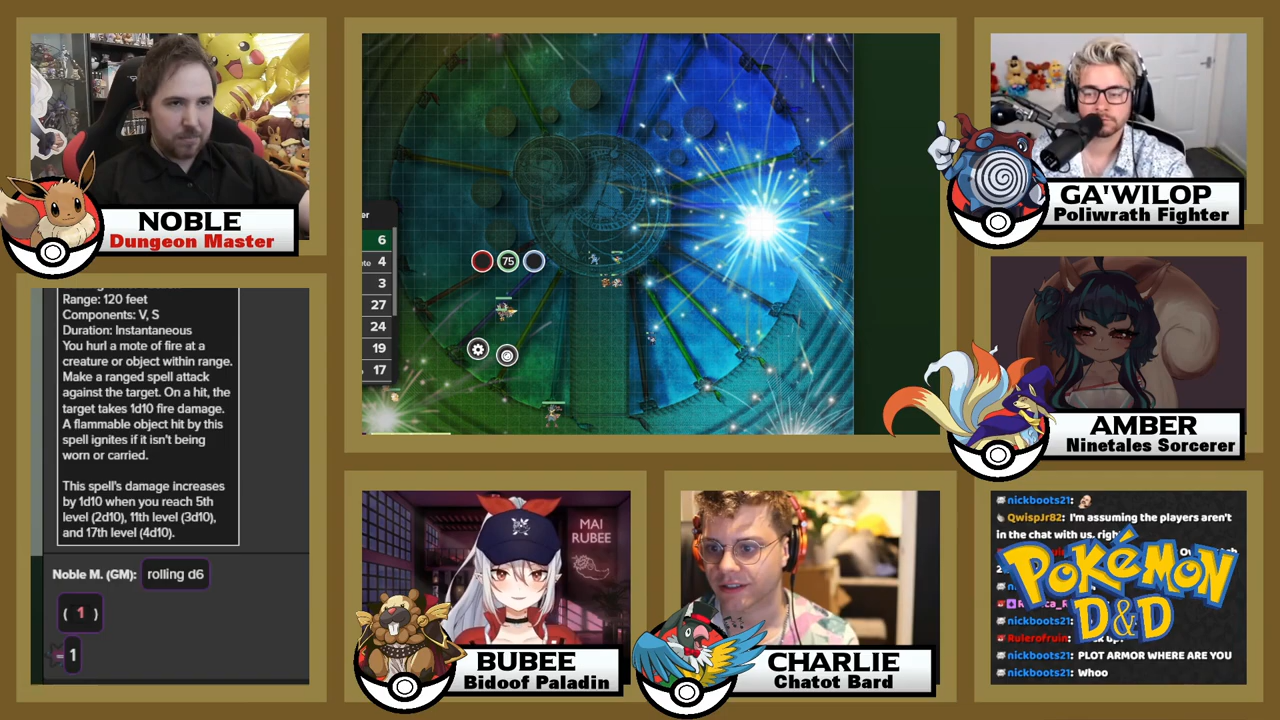 NOBLE
Dungeon Master
Range: 120 feet
Components: V, S
Duration: Instantaneous
You hurl a mote of fire at a
creature or object within range.
Make a ranged spell attack
against the target. On a hit, the
target takes 1d10 fire damage.
A flammable object hit by this
spell ignites if it isn't being
worn or carried.
This spell's damage increases
by 1d10 when you reach 5th
level (2d10), 11th level (3d10),
and 17th level (4d10).
Noble M. (GM): rolling d6
( 1 )
= 1
er
6
4
3
27
24
19
17
75
GA'WILOP
Poliwrath Fighter
AMBER
Ninetales Sorcerer
MAI
RUBEE
BUBEE
Bidoof Paladin
CHARLIE
Chatot Bard
nickboots21:
QwispJr82: I'm assuming the players aren't
in the chat with us, righ
POKéMON
D&D
nickboots21:
Rulerofruin:
nickboots21: PLOT ARMOR WHERE ARE YOU
nickboots21: Whoo